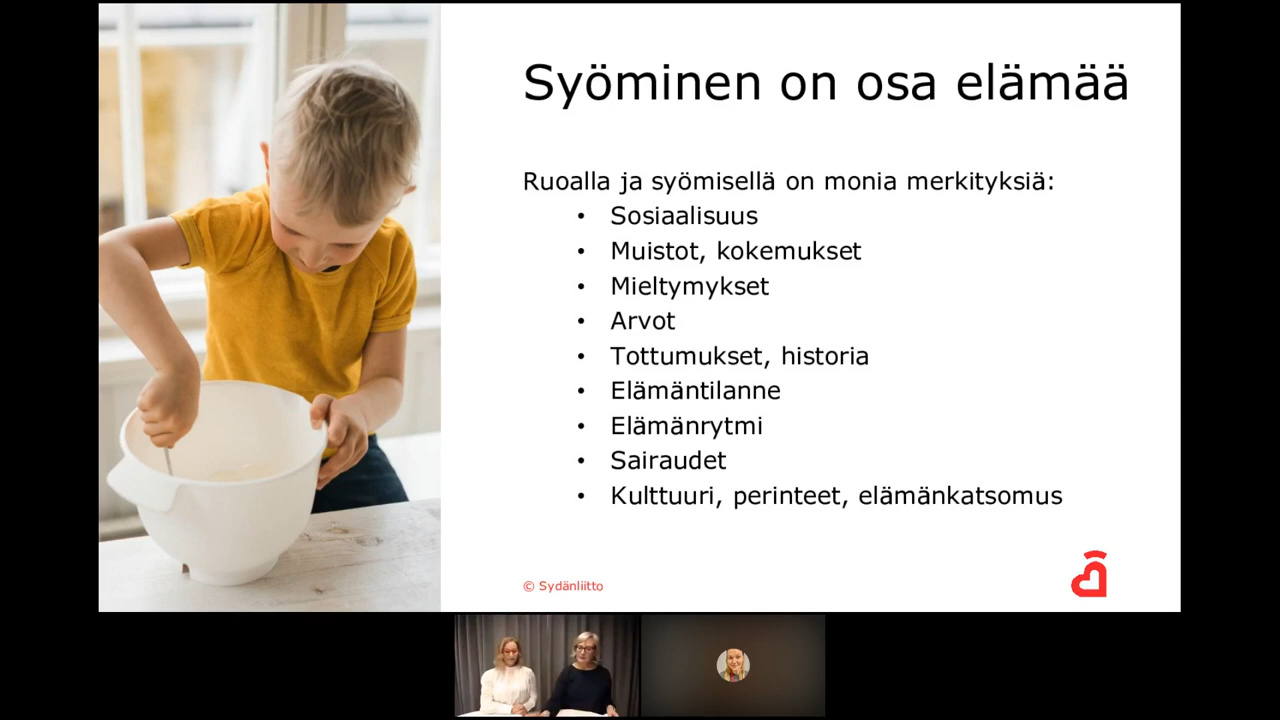 Syöminen on osa elämää
Ruoalla ja syömisellä on monia merkityksiä:
• Sosiaalisuus
• Muistot, kokemukset
• Mieltymykset
• Arvot
• Tottumukset, historia
• Elämäntilanne
• Elämänrytmi
• Sairaudet
• Kulttuuri, perinteet, elämänkatsomus
© Sydänliitto